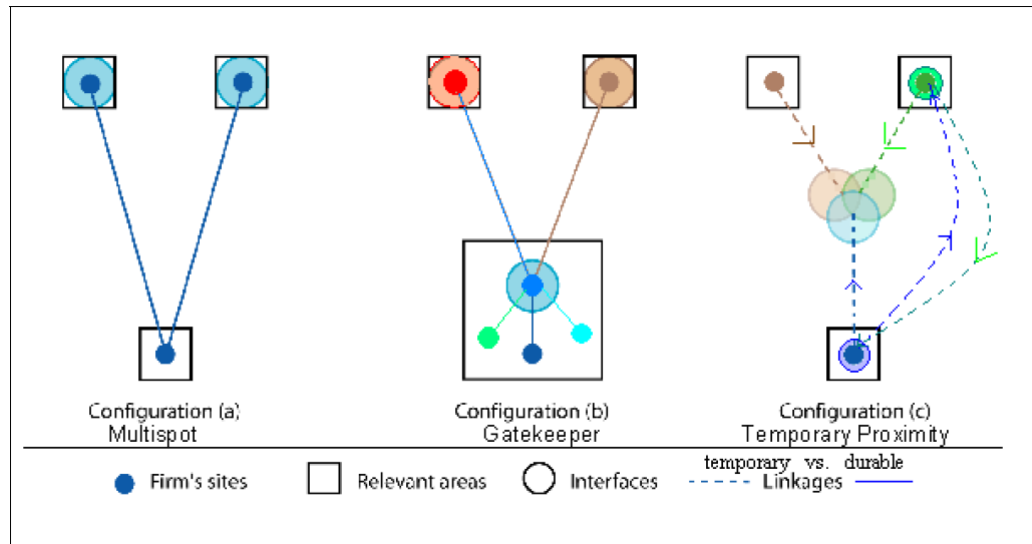 Configuration (a)
Multispot
Configuration (b)
Gatekeeper
Configuration (c)
Temporary Proximity
Firm's sites
Relevant areas
Interfaces
temporary vs. durable
Linkages